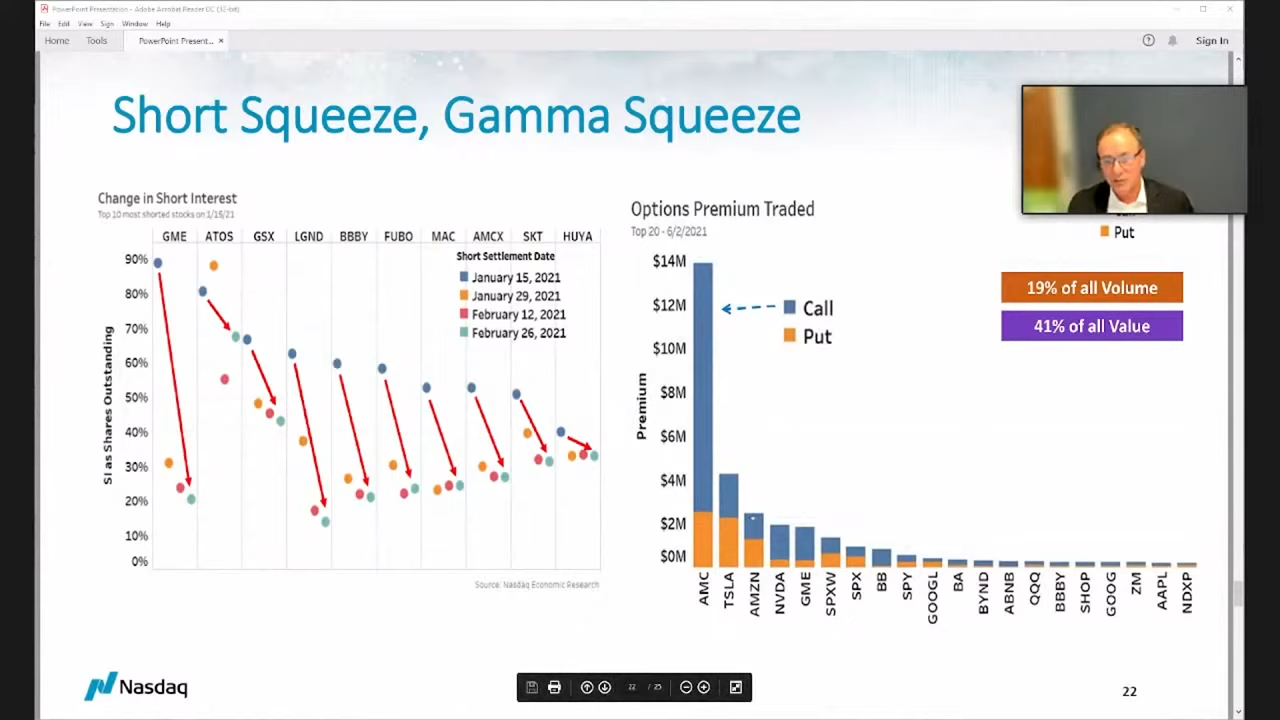 PowerPoint Presentation - Adobe Acrobat Reader DC (32-bit)
File Edit View Sign Window Help
Home Tools PowerPoint Present... × Sign In
Short Squeeze, Gamma Squeeze
Change in Short Interest
Top 10 most shorted stocks on 1/15/21
GME ATOS GSX LGND BBBY FUBO MAC AMCX SKT HUYA
Short Settlement Date
January 15, 2021
January 29, 2021
February 12, 2021
February 26, 2021
SI as Shares Outstanding
90%
80%
70%
60%
50%
40%
30%
20%
10%
0%
Source: Nasdaq Economic Research
Options Premium Traded
Top 20 - 6/2/2021
Put
19% of all Volume
41% of all Value
Call
Put
Premium
$14M
$12M
$10M
$8M
$6M
$4M
$2M
$0M
AMC TSLA AMZN NVDA GME SPXW SPX BB SPY GOOGL BA BYND ABNB QQQ BBBY SHOP GOOG ZM AAPL NDXP
Nasdaq
22 / 25
22